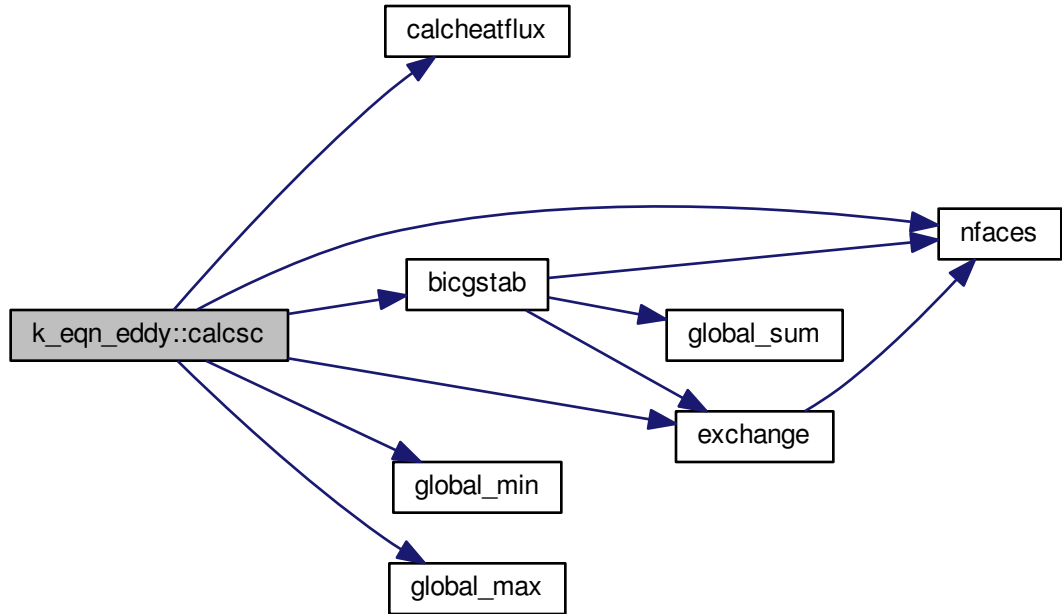 calcheatflux
nfaces
bicgstab
k_eqn_eddy::calcsc
global_sum
exchange
global_min
global_max